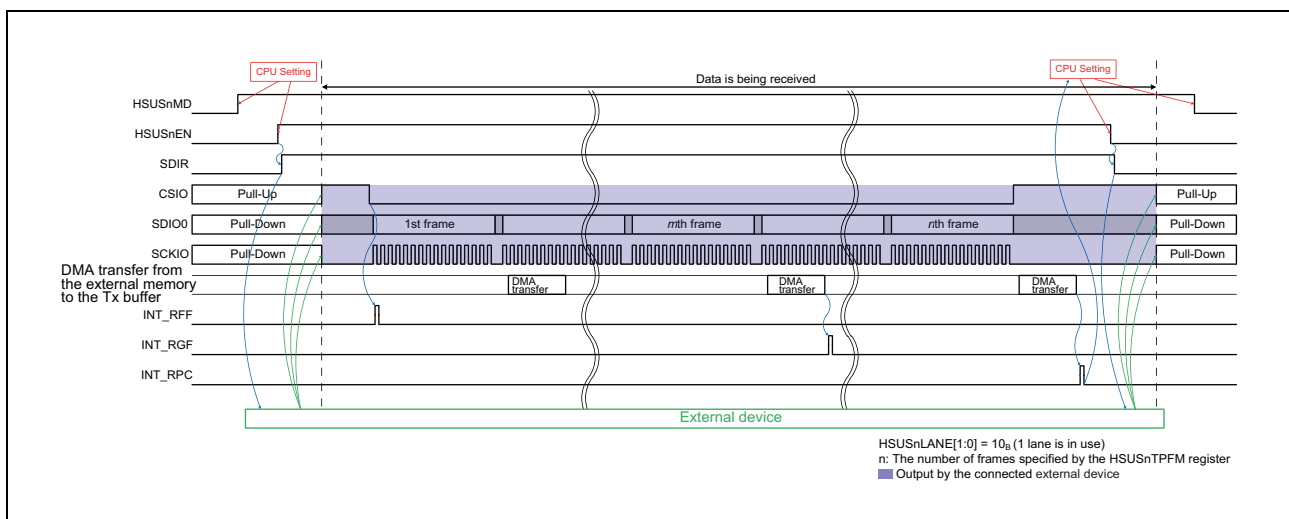 CPU Setting
CPU Setting
Data is being received
HSUSnMD
HSUSnEN
SDIR
CSIO
Pull-Up
Pull-Up
SDIO0
Pull-Down
1st frame
mth frame
nth frame
Pull-Down
SCKIO
Pull-Down
Pull-Down
DMA transfer from
the external memory
to the Tx buffer
DMA
transfer
DMA
transfer
DMA
transfer
INT_RFF
INT_RGF
INT_RPC
External device
HSUSnLANE[1:0] = 10B (1 lane is in use)
n: The number of frames specified by the HSUSnTPFM register
Output by the connected external device